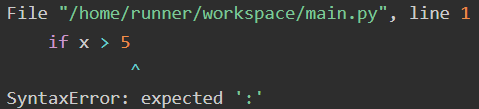 File "/home/runner/workspace/main.py", line 1
    if x > 5
            ^
SyntaxError: expected ':'